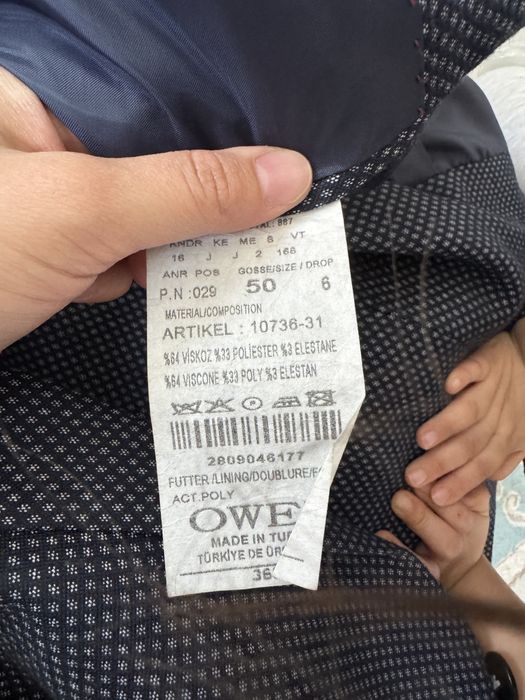 887
KNDR KE ME S VT
16 J J 2 166
ANR POS GOSSE/SIZE / DROP
P.N :029 50 6
MATERIAL/COMPOSITION
ARTIKEL : 10736-31
%64 VİSKOZ %33 POLİESTER %3 ELESTANE
%64 VISCONE %33 POLY %3 ELESTAN
2809046177
FUTTER /LINING/DOUBLURE/
ACT.POLY
OWE
MADE IN TU
TÜRKİYE DE ÜR
36